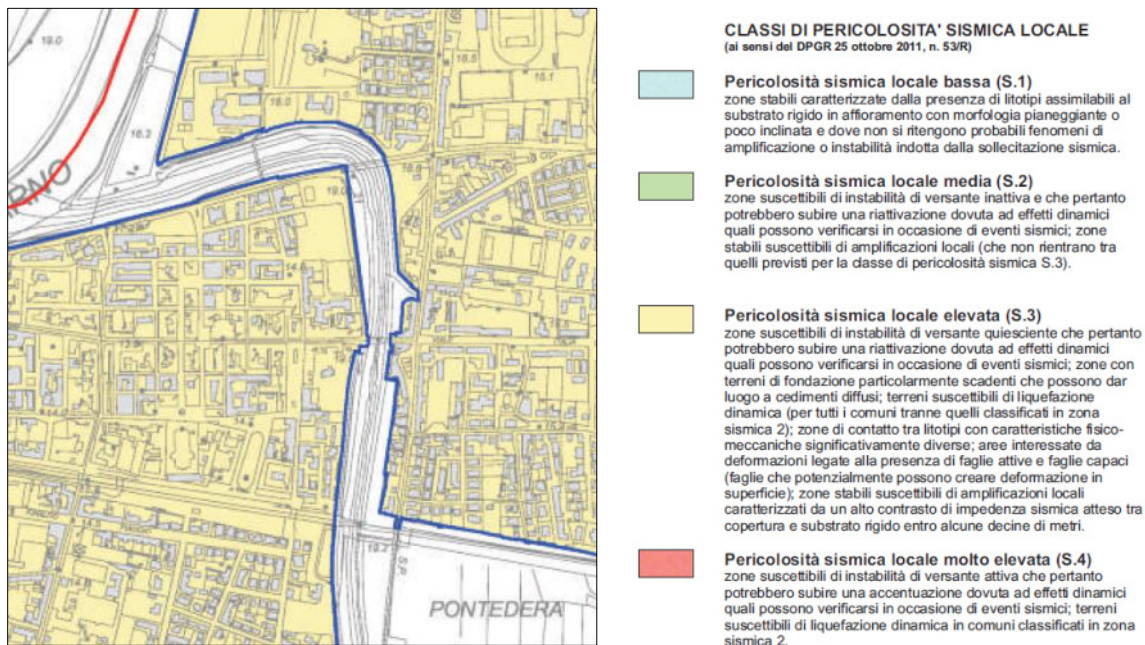 19.0
16.3
ARNO
16.0
16.5
15.1
16.8
19.0
14.8
13.9
19.2
S.P.
PONTEDERA
CLASSI DI PERICOLOSITA' SISMICA LOCALE
(ai sensi del DPGR 25 ottobre 2011, n. 53/R)
Pericolosità sismica locale bassa (S.1)
zone stabili caratterizzate dalla presenza di litotipi assimilabili al
substrato rigido in affioramento con morfologia pianeggiante o
poco inclinata e dove non si ritengono probabili fenomeni di
amplificazione o instabilità indotta dalla sollecitazione sismica.
Pericolosità sismica locale media (S.2)
zone suscettibili di instabilità di versante inattiva e che pertanto
potrebbero subire una riattivazione dovuta ad effetti dinamici
quali possono verificarsi in occasione di eventi sismici; zone
stabili suscettibili di amplificazioni locali (che non rientrano tra
quelli previsti per la classe di pericolosità sismica S.3).
Pericolosità sismica locale elevata (S.3)
zone suscettibili di instabilità di versante quiesciente che pertanto
potrebbero subire una riattivazione dovuta ad effetti dinamici
quali possono verificarsi in occasione di eventi sismici; zone con
terreni di fondazione particolarmente scadenti che possono dar
luogo a cedimenti diffusi; terreni suscettibili di liquefazione
dinamica (per tutti i comuni tranne quelli classificati in zona
sismica 2); zone di contatto tra litotipi con caratteristiche fisico-
meccaniche significativamente diverse; aree interessate da
deformazioni legate alla presenza di faglie attive e faglie capaci
(faglie che potenzialmente possono creare deformazione in
superficie); zone stabili suscettibili di amplificazioni locali
caratterizzati da un alto contrasto di impedenza sismica atteso tra
copertura e substrato rigido entro alcune decine di metri.
Pericolosità sismica locale molto elevata (S.4)
zone suscettibili di instabilità di versante attiva che pertanto
potrebbero subire una accentuazione dovuta ad effetti dinamici
quali possono verificarsi in occasione di eventi sismici; terreni
suscettibili di liquefazione dinamica in comuni classificati in zona
sismica 2.